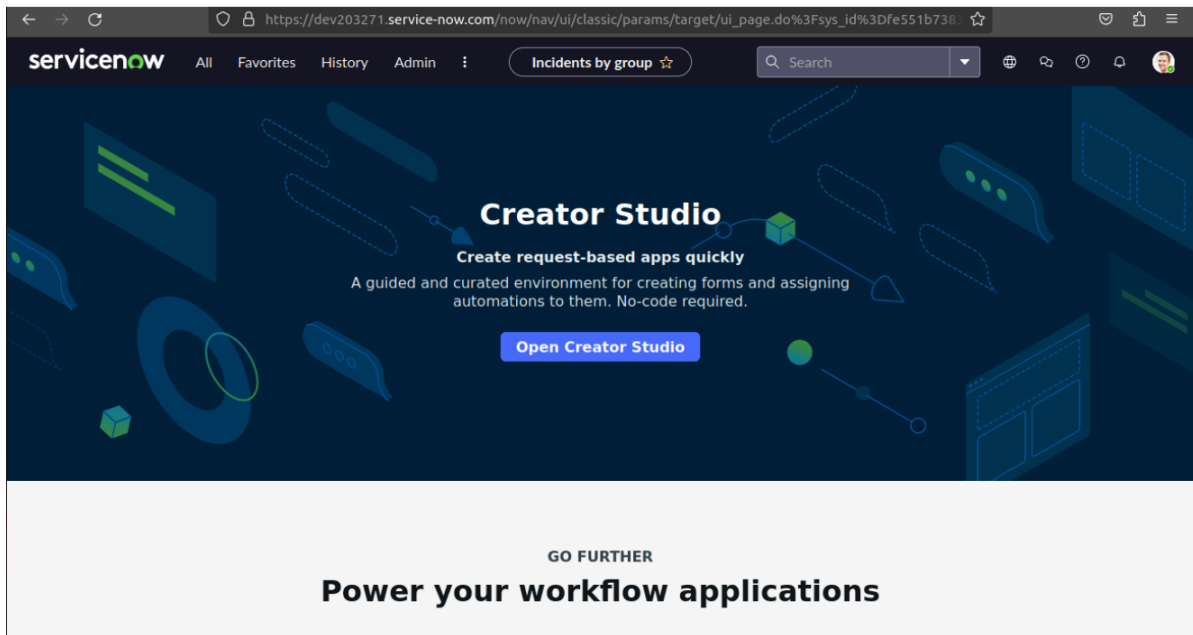 https://dev203271.service-now.com/now/nav/ui/classic/params/target/ui_page.do%3Fsys_id%3Dfe551b738
servicenow All Favorites History Admin Incidents by group Search
Creator Studio
Create request-based apps quickly
A guided and curated environment for creating forms and assigning
automations to them. No-code required.
Open Creator Studio
GO FURTHER
Power your workflow applications